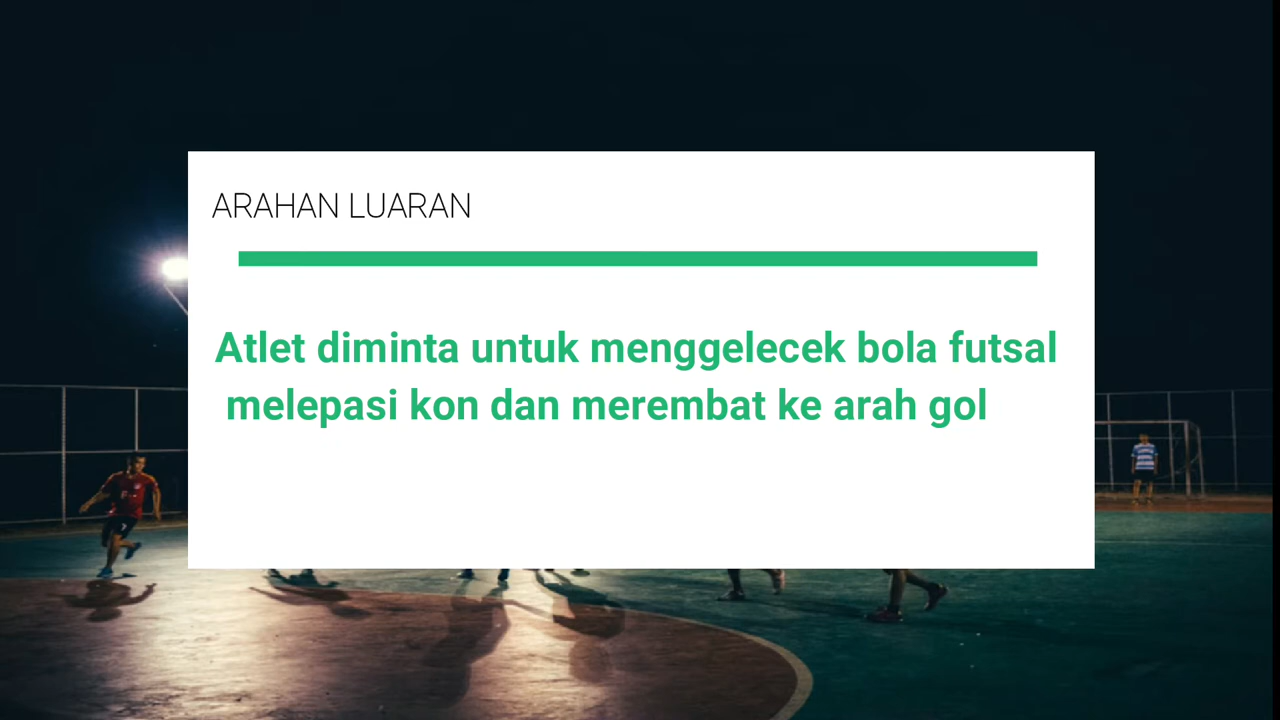 ARAHAN LUARAN
Atlet diminta untuk menggelecek bola futsal
melepasi kon dan merembat ke arah gol